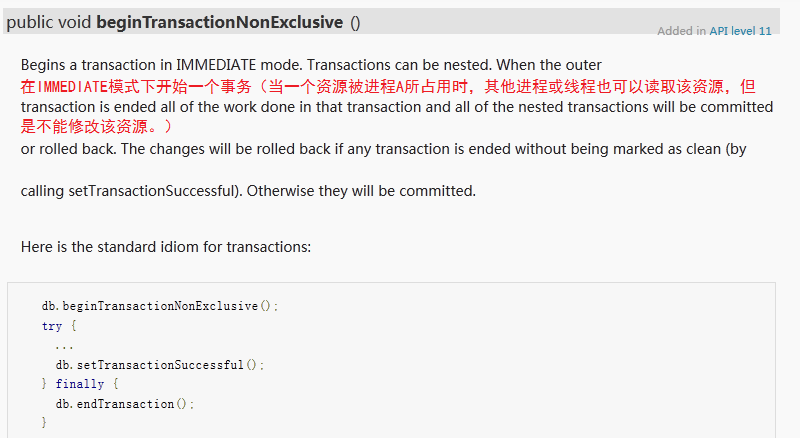 public void beginTransactionNonExclusive ()
Added in API level 11
Begins a transaction in IMMEDIATE mode. Transactions can be nested. When the outer
在IMMEDIATE模式下开始一个事务（当一个资源被进程A所占用时，其他进程或线程也可以读取该资源，但
transaction is ended all of the work done in that transaction and all of the nested transactions will be committed
是不能修改该资源。）
or rolled back. The changes will be rolled back if any transaction is ended without being marked as clean (by
calling setTransactionSuccessful). Otherwise they will be committed.
Here is the standard idiom for transactions:
db.beginTransactionNonExclusive();
try {
...
db.setTransactionSuccessful();
} finally {
db.endTransaction();
}